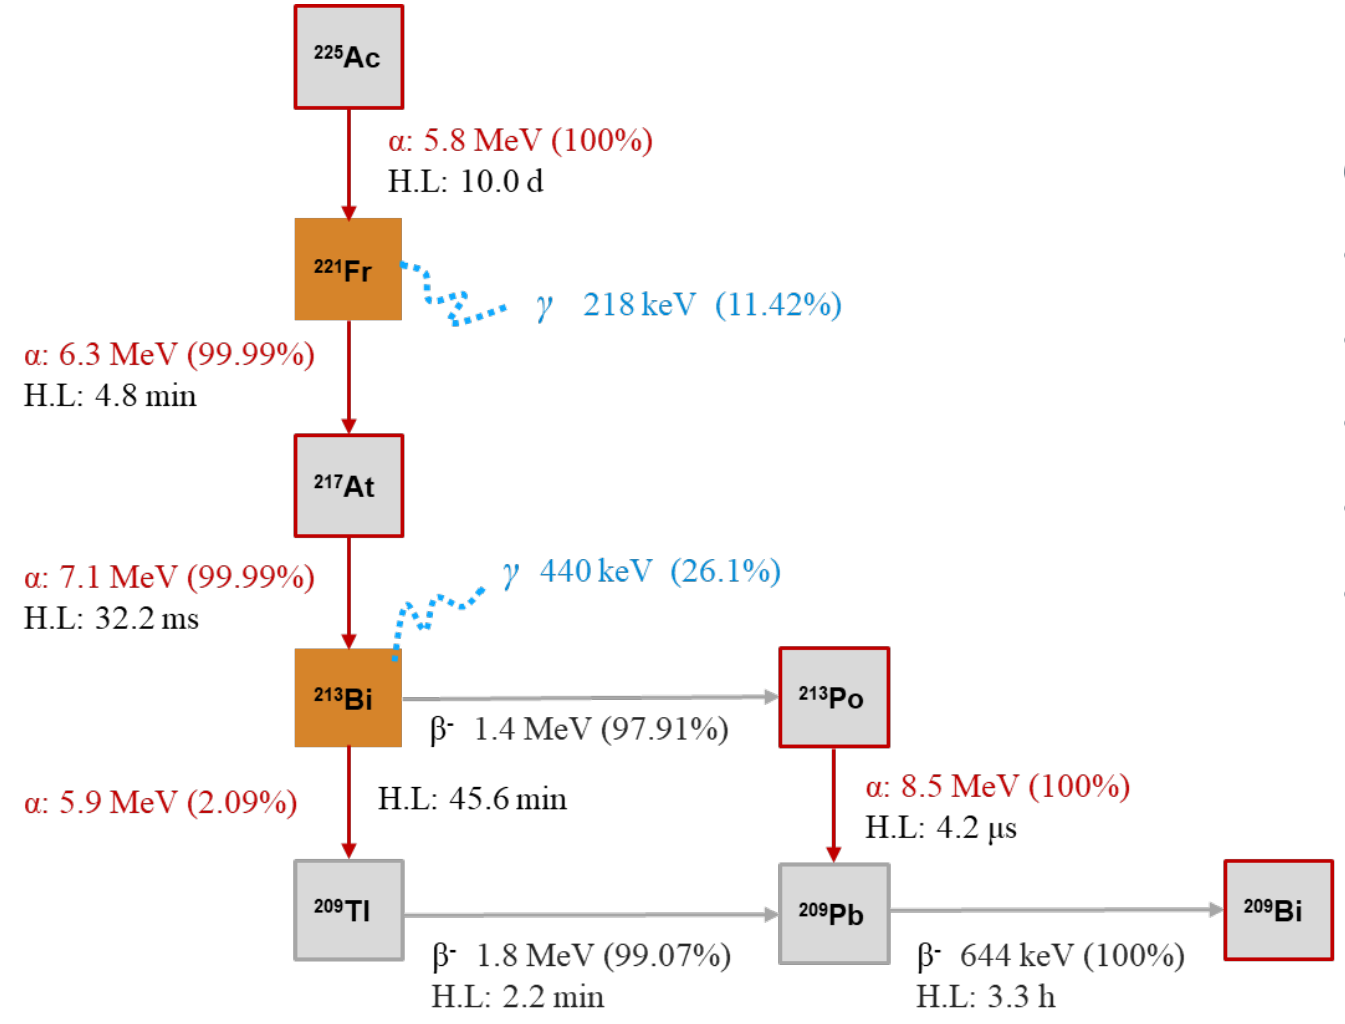 ²²⁵Ac
α: 5.8 MeV (100%)
H.L: 10.0 d
²²¹Fr
γ 218 keV (11.42%)
α: 6.3 MeV (99.99%)
H.L: 4.8 min
²¹⁷At
γ 440 keV (26.1%)
α: 7.1 MeV (99.99%)
H.L: 32.2 ms
²¹³Bi
²¹³Po
β- 1.4 MeV (97.91%)
α: 5.9 MeV (2.09%)
H.L: 45.6 min
α: 8.5 MeV (100%)
H.L: 4.2 μs
²⁰⁹Tl
²⁰⁹Pb
²⁰⁹Bi
β- 1.8 MeV (99.07%)
H.L: 2.2 min
β- 644 keV (100%)
H.L: 3.3 h